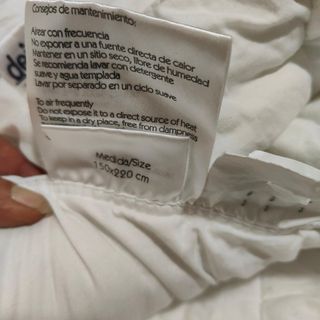 Consejos de mantenimiento:
Airear con frecuencia
No exponer a una fuente directa de calor
Mantener en un sitio seco, libre de humedad
Se recomienda lavar con detergente
suave y agua templada
Lavar por separado en un ciclo suave
To air frequently
Do not expose it to a direct source of heat
To keep in a dry place, free from dampness
Medida/Size
150x220 cm